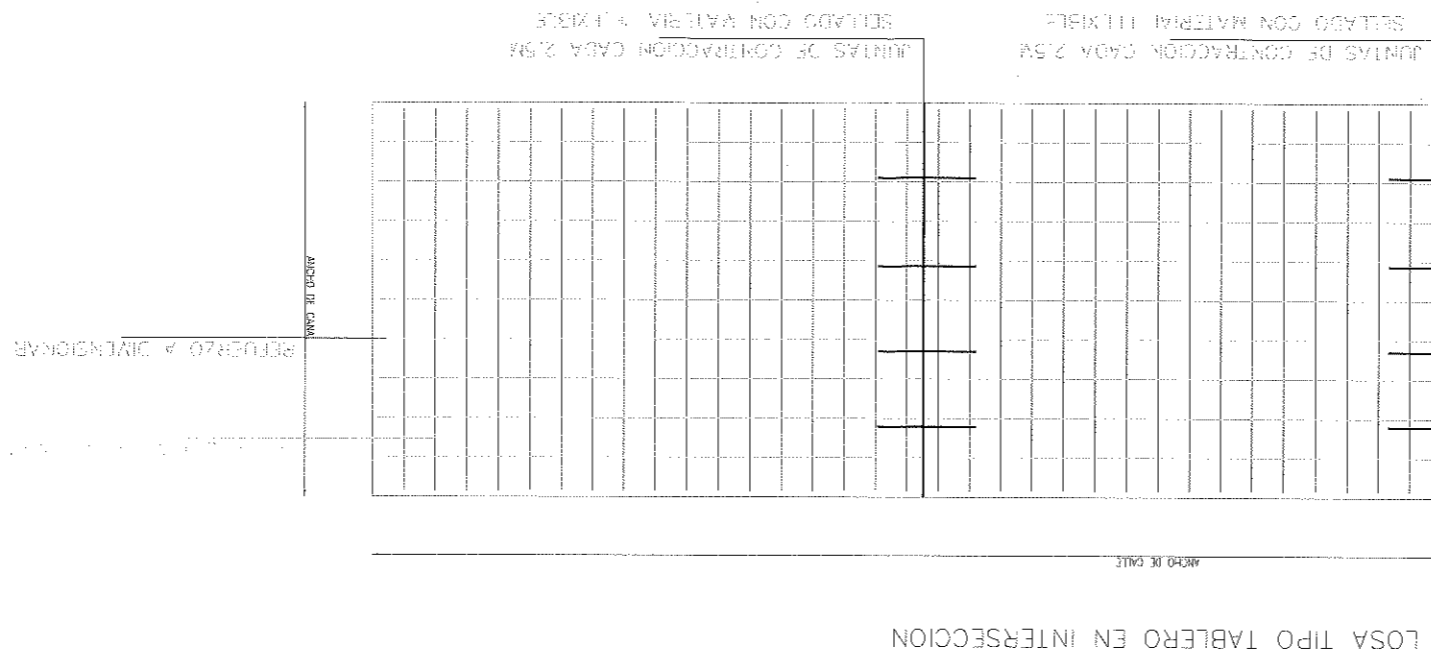 LOSA TIPO TABLERO EN INTERSECCION
ANCHO DE CALLE
REFUERZO A DIMENSIONAR
ANCHO DE CANA
JUNTAS DE CONTRACCION CADA 2.5M
SELLADO CON MATERIAL FLEXIBLE
JUNTAS DE CONTRACCION CADA 2.5M
SELLADO CON MATERIAL FLEXIBLE